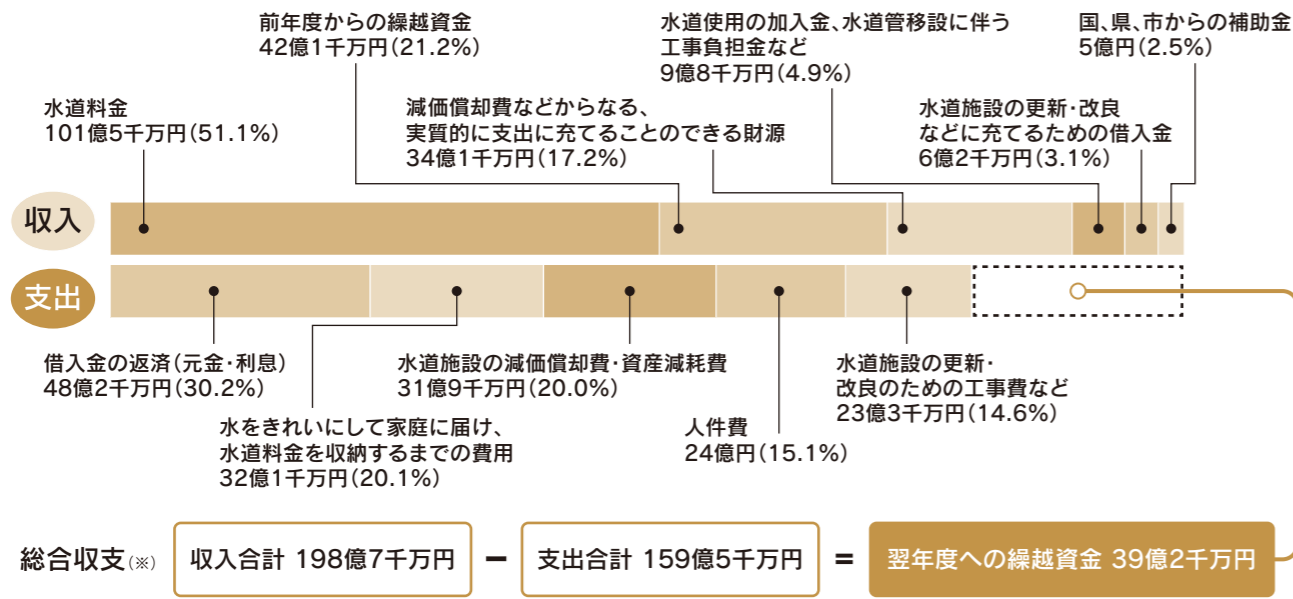 前年度からの繰越資金
42億1千万円(21.2%)
水道使用の加入金、水道管移設に伴う
工事負担金など
9億8千万円(4.9%)
国、県、市からの補助金
5億円(2.5%)
水道料金
101億5千万円(51.1%)
減価償却費などからなる、
実質的に支出に充てることのできる財源
34億1千万円(17.2%)
水道施設の更新・改良
などに充てるための借入金
6億2千万円(3.1%)
収入
支出
借入金の返済(元金・利息)
48億2千万円(30.2%)
水をきれいにして家庭に届け、
水道料金を収納するまでの費用
32億1千万円(20.1%)
水道施設の減価償却費・資産減耗費
31億9千万円(20.0%)
人件費
24億円(15.1%)
水道施設の更新・
改良のための工事費など
23億3千万円(14.6%)
総合収支(※) 収入合計 198億7千万円 − 支出合計 159億5千万円 = 翌年度への繰越資金 39億2千万円